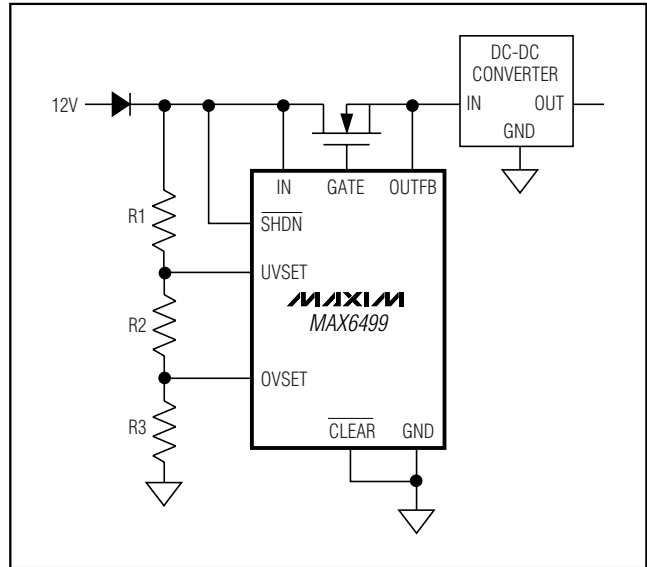 DC-DC
CONVERTER
12V
IN OUT
GND
IN GATE OUTFB
R1
SHDN
UVSET
MAXIM
R2
MAX6499
OVSET
R3
CLEAR GND